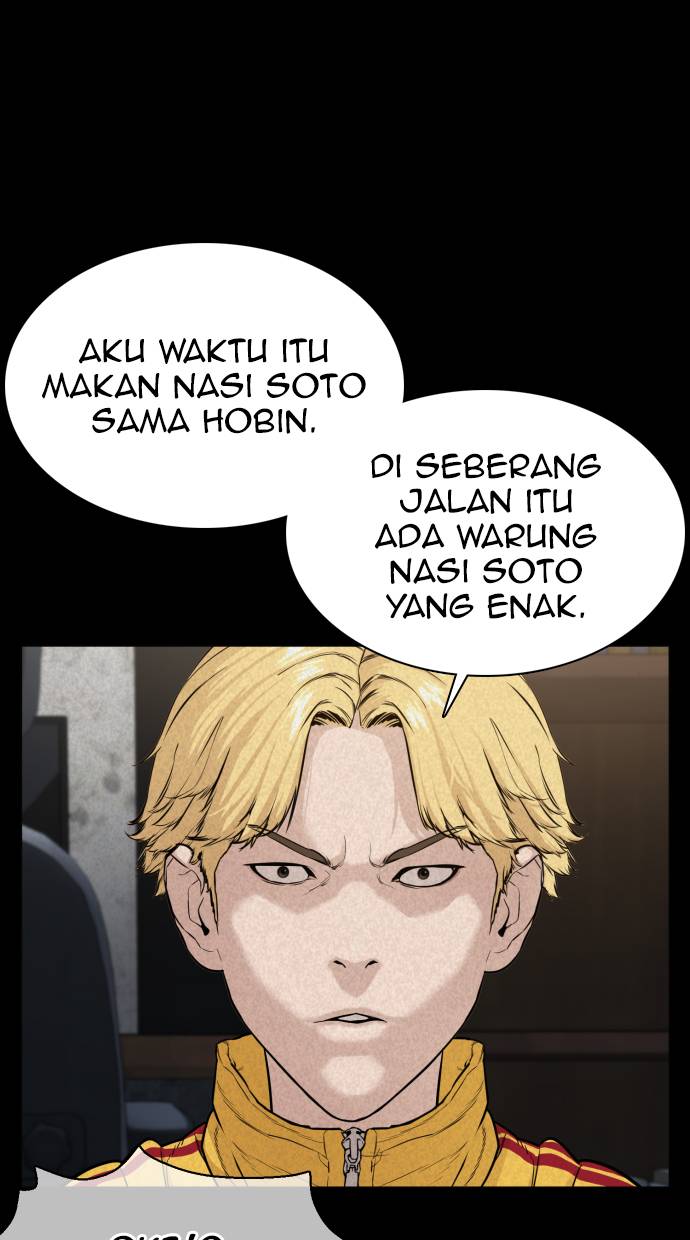 AKU WAKTU ITU
MAKAN NASI SOTO
SAMA HOBIN.
DI SEBERANG
JALAN ITU
ADA WARUNG
NASI SOTO
YANG ENAK.